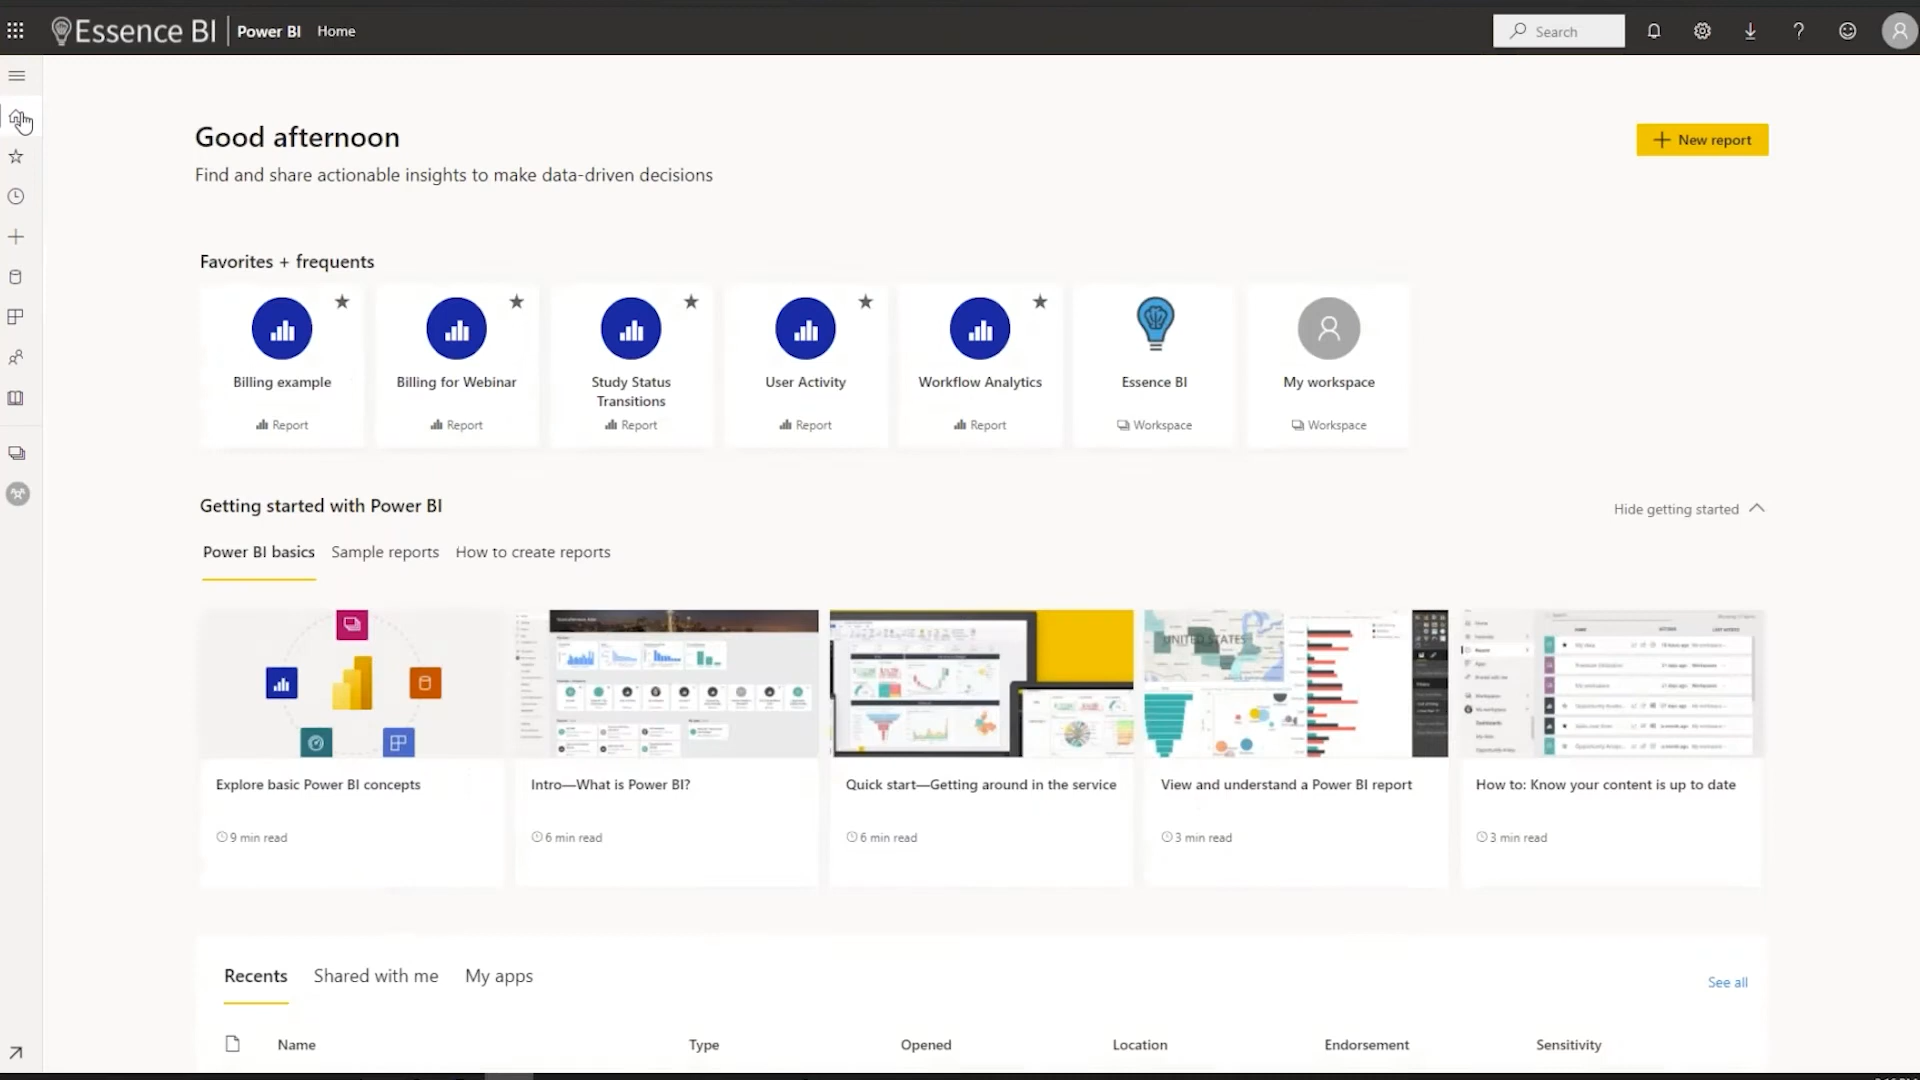 Essence BI Power BI Home Search
Good afternoon
New report
Find and share actionable insights to make data-driven decisions
Favorites + frequents
Billing example
Report
Billing for Webinar
Report
Study Status
Transitions
Report
User Activity
Report
Workflow Analytics
Report
Essence BI
Workspace
My workspace
Workspace
Getting started with Power BI
Hide getting started
Power BI basics Sample reports How to create reports
UNITED STATES
Explore basic Power BI concepts
9 min read
Intro—What is Power BI?
6 min read
Quick start—Getting around in the service
6 min read
View and understand a Power BI report
3 min read
How to: Know your content is up to date
3 min read
Recents Shared with me My apps
See all
Name Type Opened Location Endorsement Sensitivity